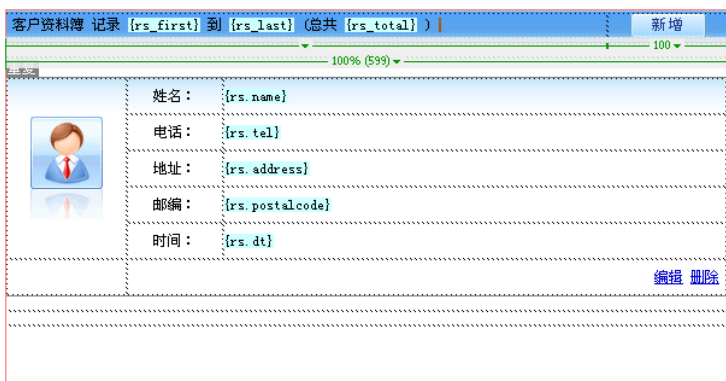 客户资料簿 记录 {rs_first} 到 {rs_last} (总共 {rs_total} ) 新增
100
100% (599)
重复
姓名： {rs.name}
电话： {rs.tel}
地址： {rs.address}
邮编： {rs.postalcode}
时间： {rs.dt}
编辑 删除